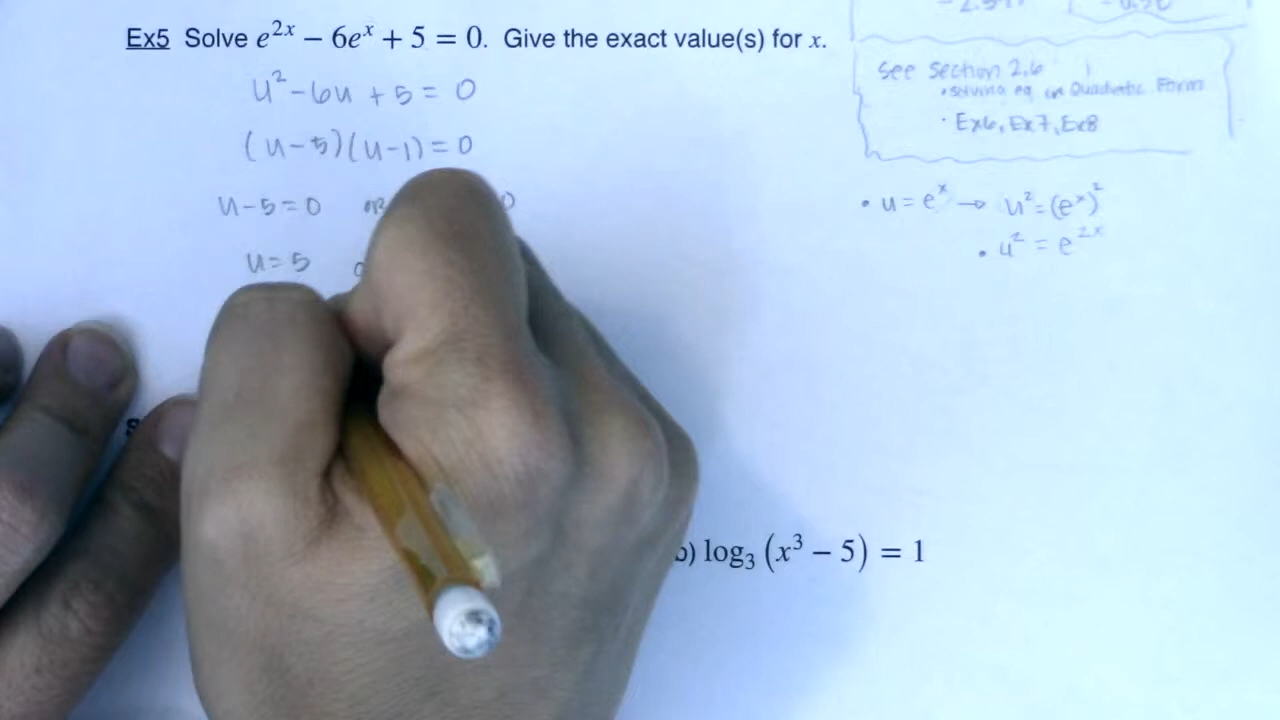 Ex5 Solve e^{2x} − 6e^x + 5 = 0. Give the exact value(s) for x.
u² - 6u + 5 = 0
(u - 5)(u - 1) = 0
u - 5 = 0 or 0
u = 5
See Section 2.6
• Solving eq in Quadratic Form
• Ex6, Ex7, Ex8
• u = e^x → u² = (e^x)²
• u² = e^{2x}
b) log₃ (x³ − 5) = 1